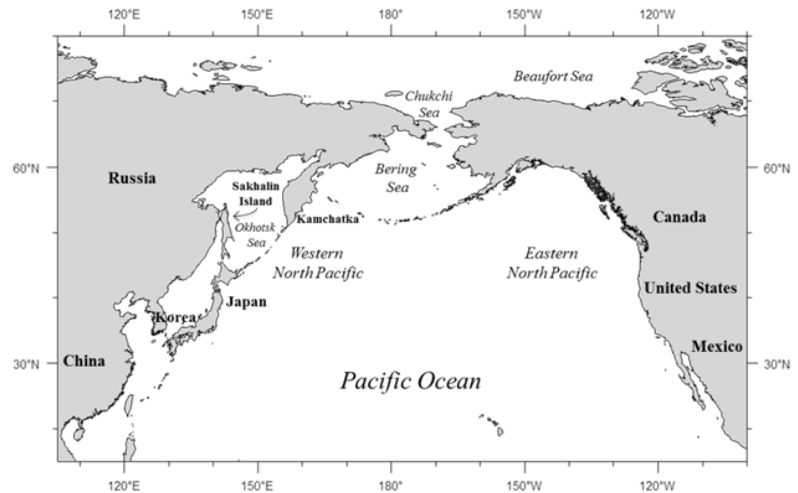 120°E 150°E 180° 150°W 120°W
Beaufort Sea
Chukchi
Sea
60°N 60°N
Bering
Sea
Russia
Sakhalin
Island
Kamchatka
Canada
Okhotsk
Sea
Western
North Pacific
Eastern
North Pacific
United States
Japan
Korea
Mexico
China
30°N 30°N
Pacific Ocean
120°E 150°E 180° 150°W 120°W